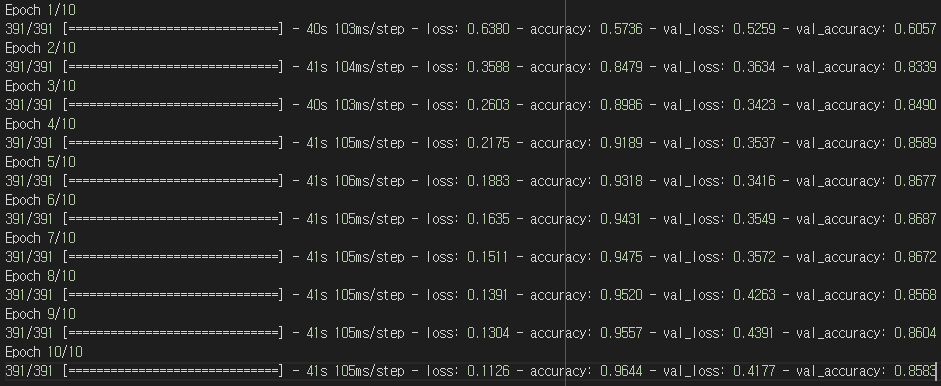 Epoch 1/10
391/391 [==============================] - 40s 103ms/step - loss: 0.6380 - accuracy: 0.5736 - val_loss: 0.5259 - val_accuracy: 0.6057
Epoch 2/10
391/391 [==============================] - 41s 104ms/step - loss: 0.3588 - accuracy: 0.8479 - val_loss: 0.3634 - val_accuracy: 0.8339
Epoch 3/10
391/391 [==============================] - 40s 103ms/step - loss: 0.2603 - accuracy: 0.8986 - val_loss: 0.3423 - val_accuracy: 0.8490
Epoch 4/10
391/391 [==============================] - 41s 105ms/step - loss: 0.2175 - accuracy: 0.9189 - val_loss: 0.3537 - val_accuracy: 0.8589
Epoch 5/10
391/391 [==============================] - 41s 106ms/step - loss: 0.1883 - accuracy: 0.9318 - val_loss: 0.3416 - val_accuracy: 0.8677
Epoch 6/10
391/391 [==============================] - 41s 105ms/step - loss: 0.1635 - accuracy: 0.9431 - val_loss: 0.3549 - val_accuracy: 0.8687
Epoch 7/10
391/391 [==============================] - 41s 105ms/step - loss: 0.1511 - accuracy: 0.9475 - val_loss: 0.3572 - val_accuracy: 0.8672
Epoch 8/10
391/391 [==============================] - 41s 105ms/step - loss: 0.1391 - accuracy: 0.9520 - val_loss: 0.4263 - val_accuracy: 0.8568
Epoch 9/10
391/391 [==============================] - 41s 105ms/step - loss: 0.1304 - accuracy: 0.9557 - val_loss: 0.4391 - val_accuracy: 0.8604
Epoch 10/10
391/391 [==============================] - 41s 105ms/step - loss: 0.1126 - accuracy: 0.9644 - val_loss: 0.4177 - val_accuracy: 0.8583